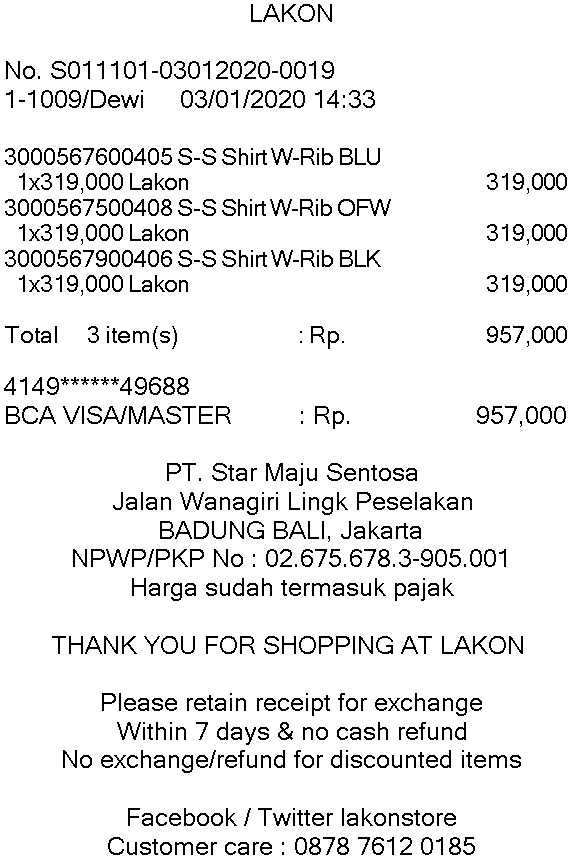 LAKON
No. S011101-03012020-0019
1-1009/Dewi 03/01/2020 14:33
3000567600405 S-S Shirt W-Rib BLU
1x319,000 Lakon 319,000
3000567500408 S-S Shirt W-Rib OFW
1x319,000 Lakon 319,000
3000567900406 S-S Shirt W-Rib BLK
1x319,000 Lakon 319,000
Total 3 item(s) : Rp. 957,000
4149******49688
BCA VISA/MASTER : Rp. 957,000
PT. Star Maju Sentosa
Jalan Wanagiri Lingk Peselakan
BADUNG BALI, Jakarta
NPWP/PKP No : 02.675.678.3-905.001
Harga sudah termasuk pajak
THANK YOU FOR SHOPPING AT LAKON
Please retain receipt for exchange
Within 7 days & no cash refund
No exchange/refund for discounted items
Facebook / Twitter lakonstore
Customer care : 0878 7612 0185